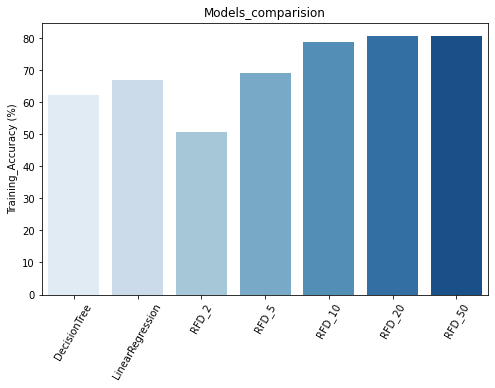 Models_comparision
Training_Accuracy (%)
80
70
60
50
40
30
20
10
0
DecisionTree
LinearRegression
RFD_2
RFD_5
RFD_10
RFD_20
RFD_50